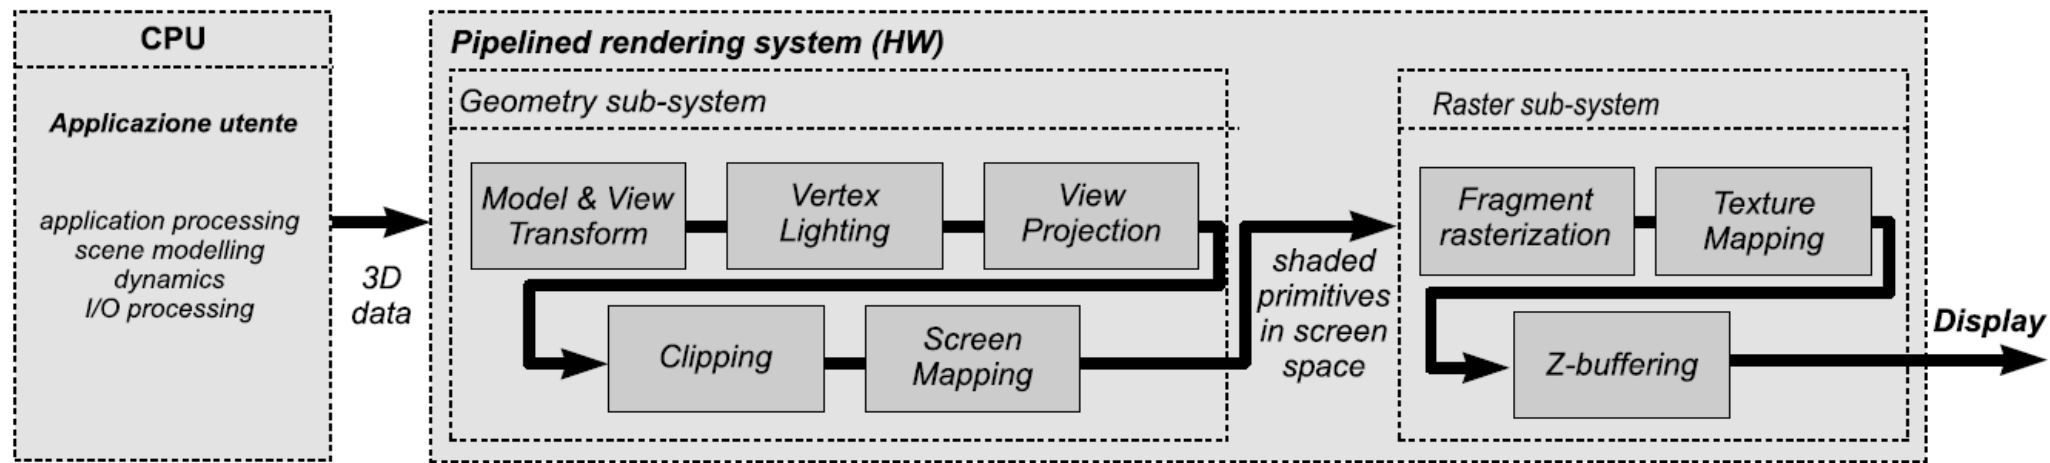 CPU
Applicazione utente
application processing
scene modelling
dynamics
I/O processing
3D
data
Pipelined rendering system (HW)
Geometry sub-system
Model & View
Transform
Vertex
Lighting
View
Projection
Clipping
Screen
Mapping
shaded
primitives
in screen
space
Raster sub-system
Fragment
rasterization
Texture
Mapping
Z-buffering
Display